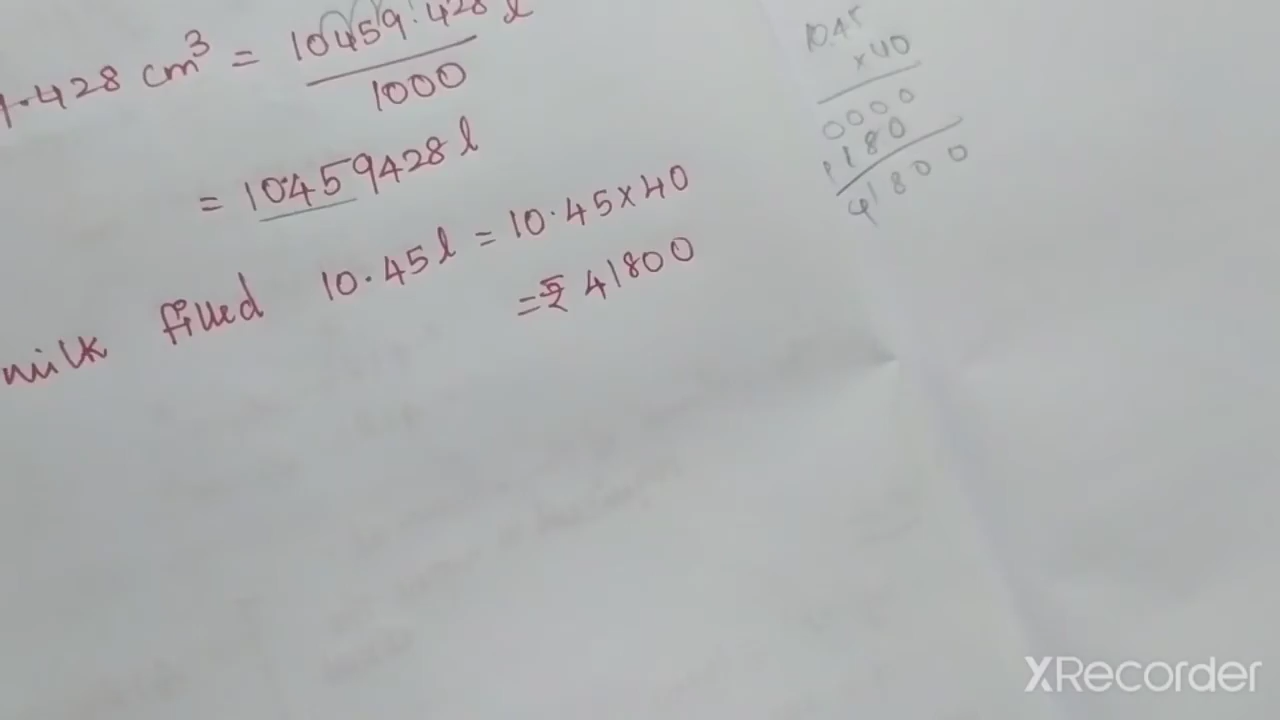 .428 cm³ = 10459.428 l
1000
= 10.459428 l
milk filled 10.45 l = 10.45 x 40
= ₹ 41800
10.45
x 40
0000
4180
41800
XRecorder